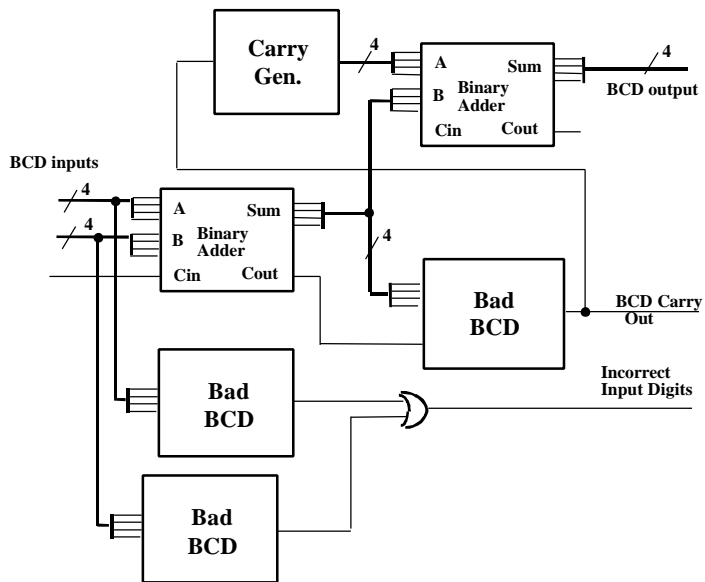 Carry
Gen.
4
A
Sum
B
Binary
Adder
Cin
Cout
4
BCD output
BCD inputs
4
4
A
Sum
B
Binary
Adder
Cin
Cout
4
Bad
BCD
BCD Carry
Out
Bad
BCD
Incorrect
Input Digits
Bad
BCD